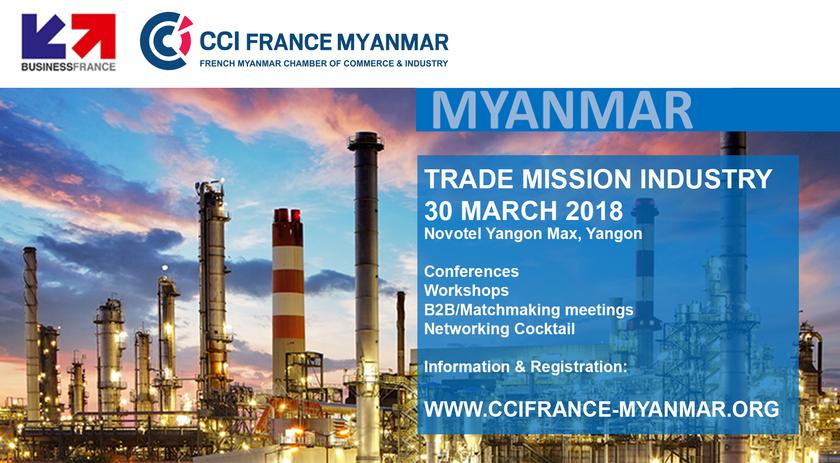 BUSINESSFRANCE
CCI FRANCE MYANMAR
FRENCH MYANMAR CHAMBER OF COMMERCE & INDUSTRY
MYANMAR
TRADE MISSION INDUSTRY
30 MARCH 2018
Novotel Yangon Max, Yangon
Conferences
Workshops
B2B/Matchmaking meetings
Networking Cocktail
Information & Registration:
WWW.CCIFRANCE-MYANMAR.ORG